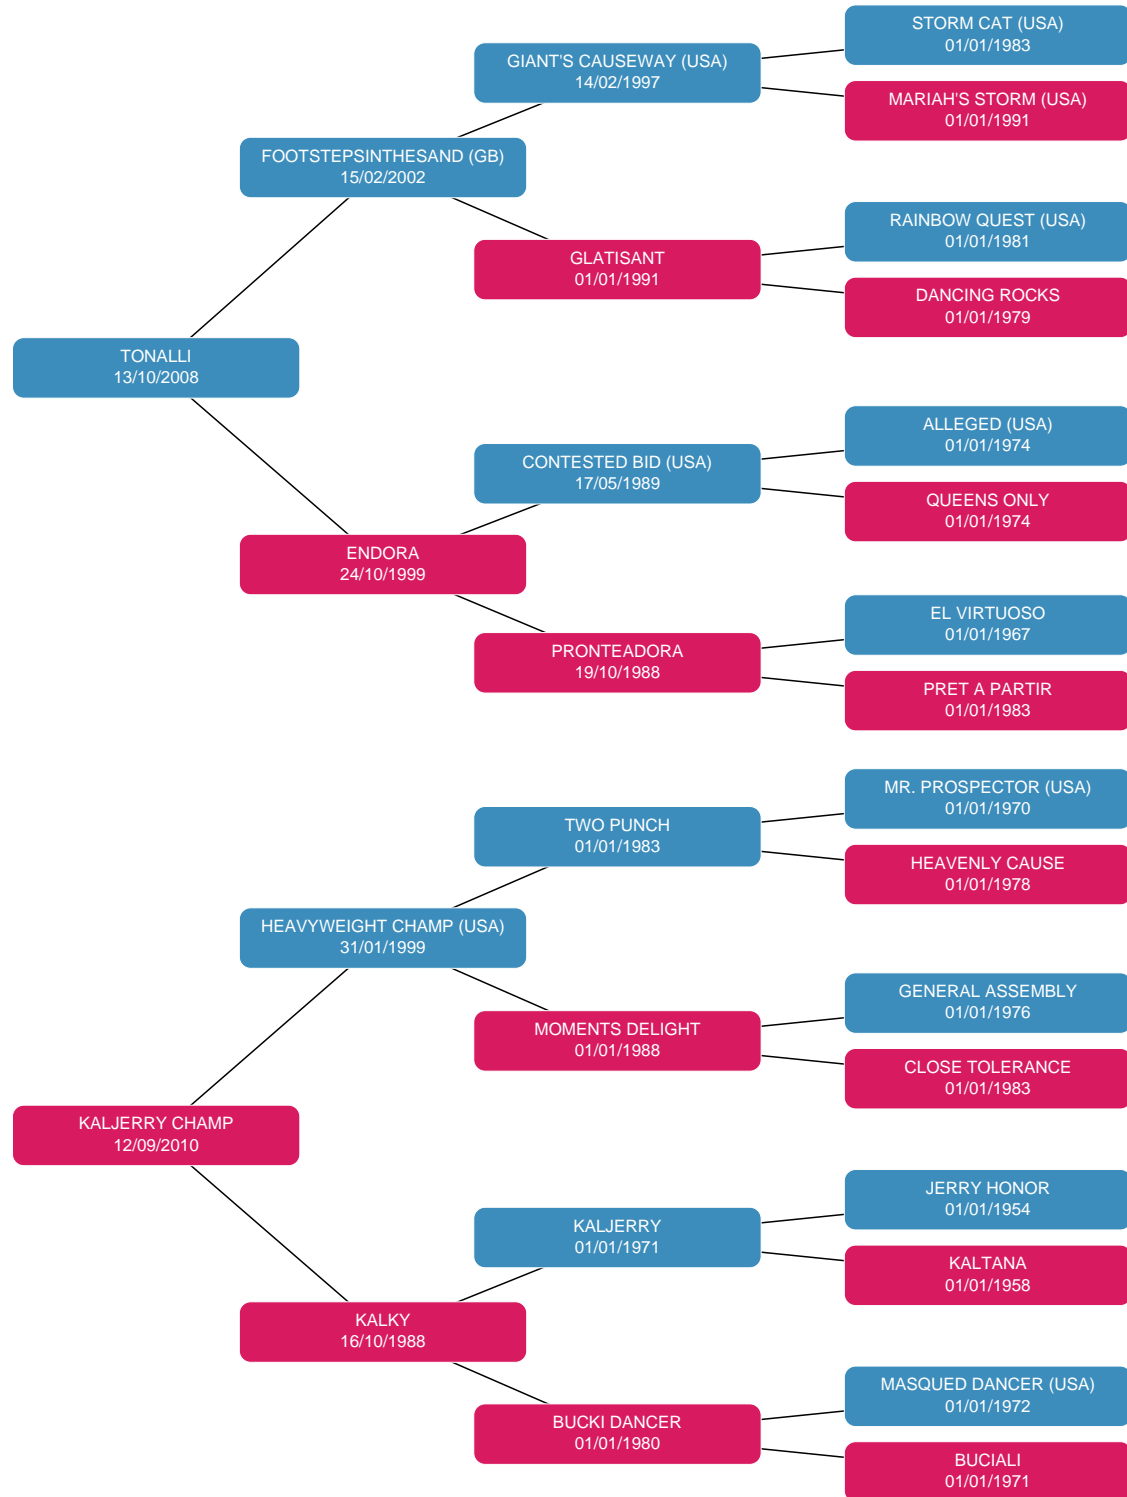 STORM CAT (USA)
01/01/1983
GIANT'S CAUSEWAY (USA)
14/02/1997
MARIAH'S STORM (USA)
01/01/1991
FOOTSTEPSINTHESAND (GB)
15/02/2002
RAINBOW QUEST (USA)
01/01/1981
GLATISANT
01/01/1991
DANCING ROCKS
01/01/1979
TONALLI
13/10/2008
ALLEGED (USA)
01/01/1974
CONTESTED BID (USA)
17/05/1989
QUEENS ONLY
01/01/1974
ENDORA
24/10/1999
EL VIRTUOSO
01/01/1967
PRONTEADORA
19/10/1988
PRET A PARTIR
01/01/1983
MR. PROSPECTOR (USA)
01/01/1970
TWO PUNCH
01/01/1983
HEAVENLY CAUSE
01/01/1978
HEAVYWEIGHT CHAMP (USA)
31/01/1999
GENERAL ASSEMBLY
01/01/1976
MOMENTS DELIGHT
01/01/1988
CLOSE TOLERANCE
01/01/1983
KALJERRY CHAMP
12/09/2010
JERRY HONOR
01/01/1954
KALJERRY
01/01/1971
KALTANA
01/01/1958
KALKY
16/10/1988
MASQUED DANCER (USA)
01/01/1972
BUCKI DANCER
01/01/1980
BUCIALI
01/01/1971